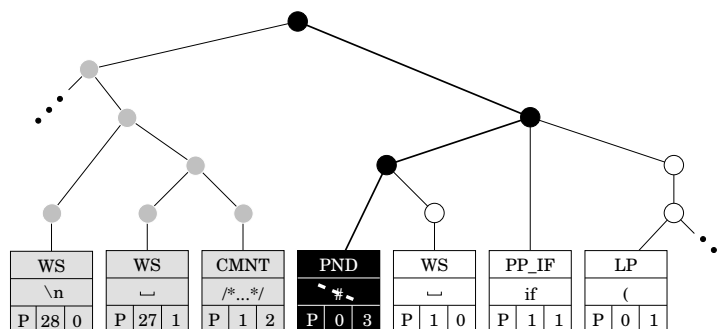 WS WS CMNT PND WS PP_IF LP
\n ⎵ /*...*/ # ⎵ if (
P 28 0 P 27 1 P 1 2 P 0 3 P 1 0 P 1 1 P 0 1